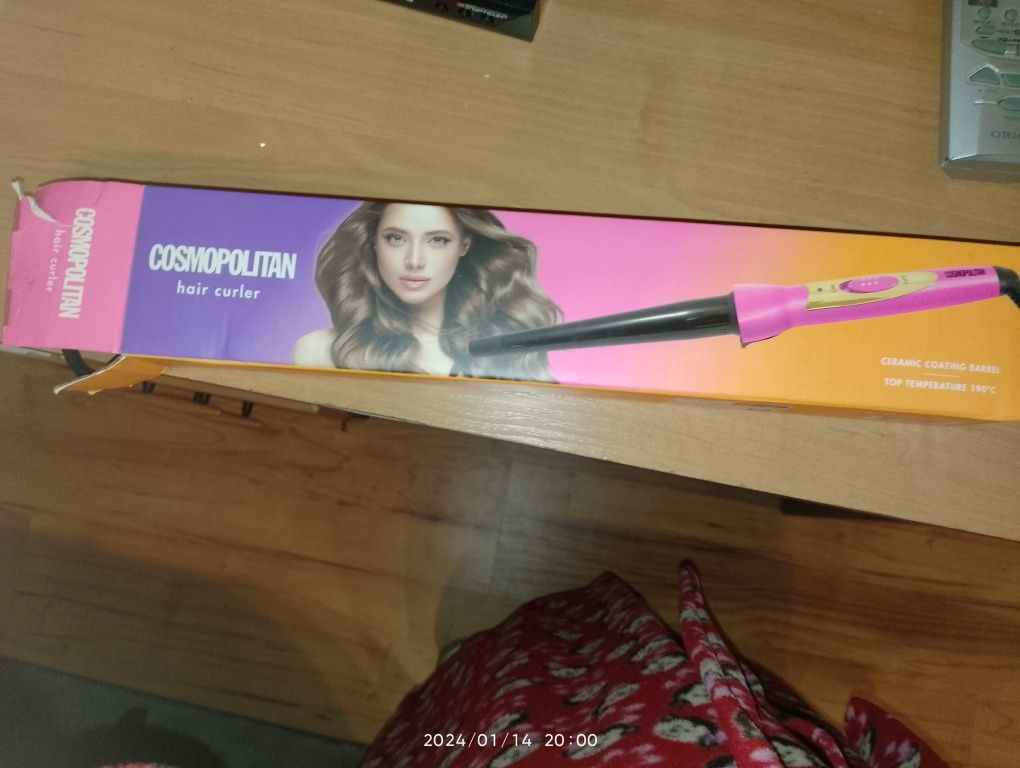 COSMOPOLITAN
hair curler
COSMOPOLITAN
hair curler
COSMOPOLITAN
CERAMIC COATING BARREL
TOP TEMPERATURE 190°C
2024/01/14 20:00